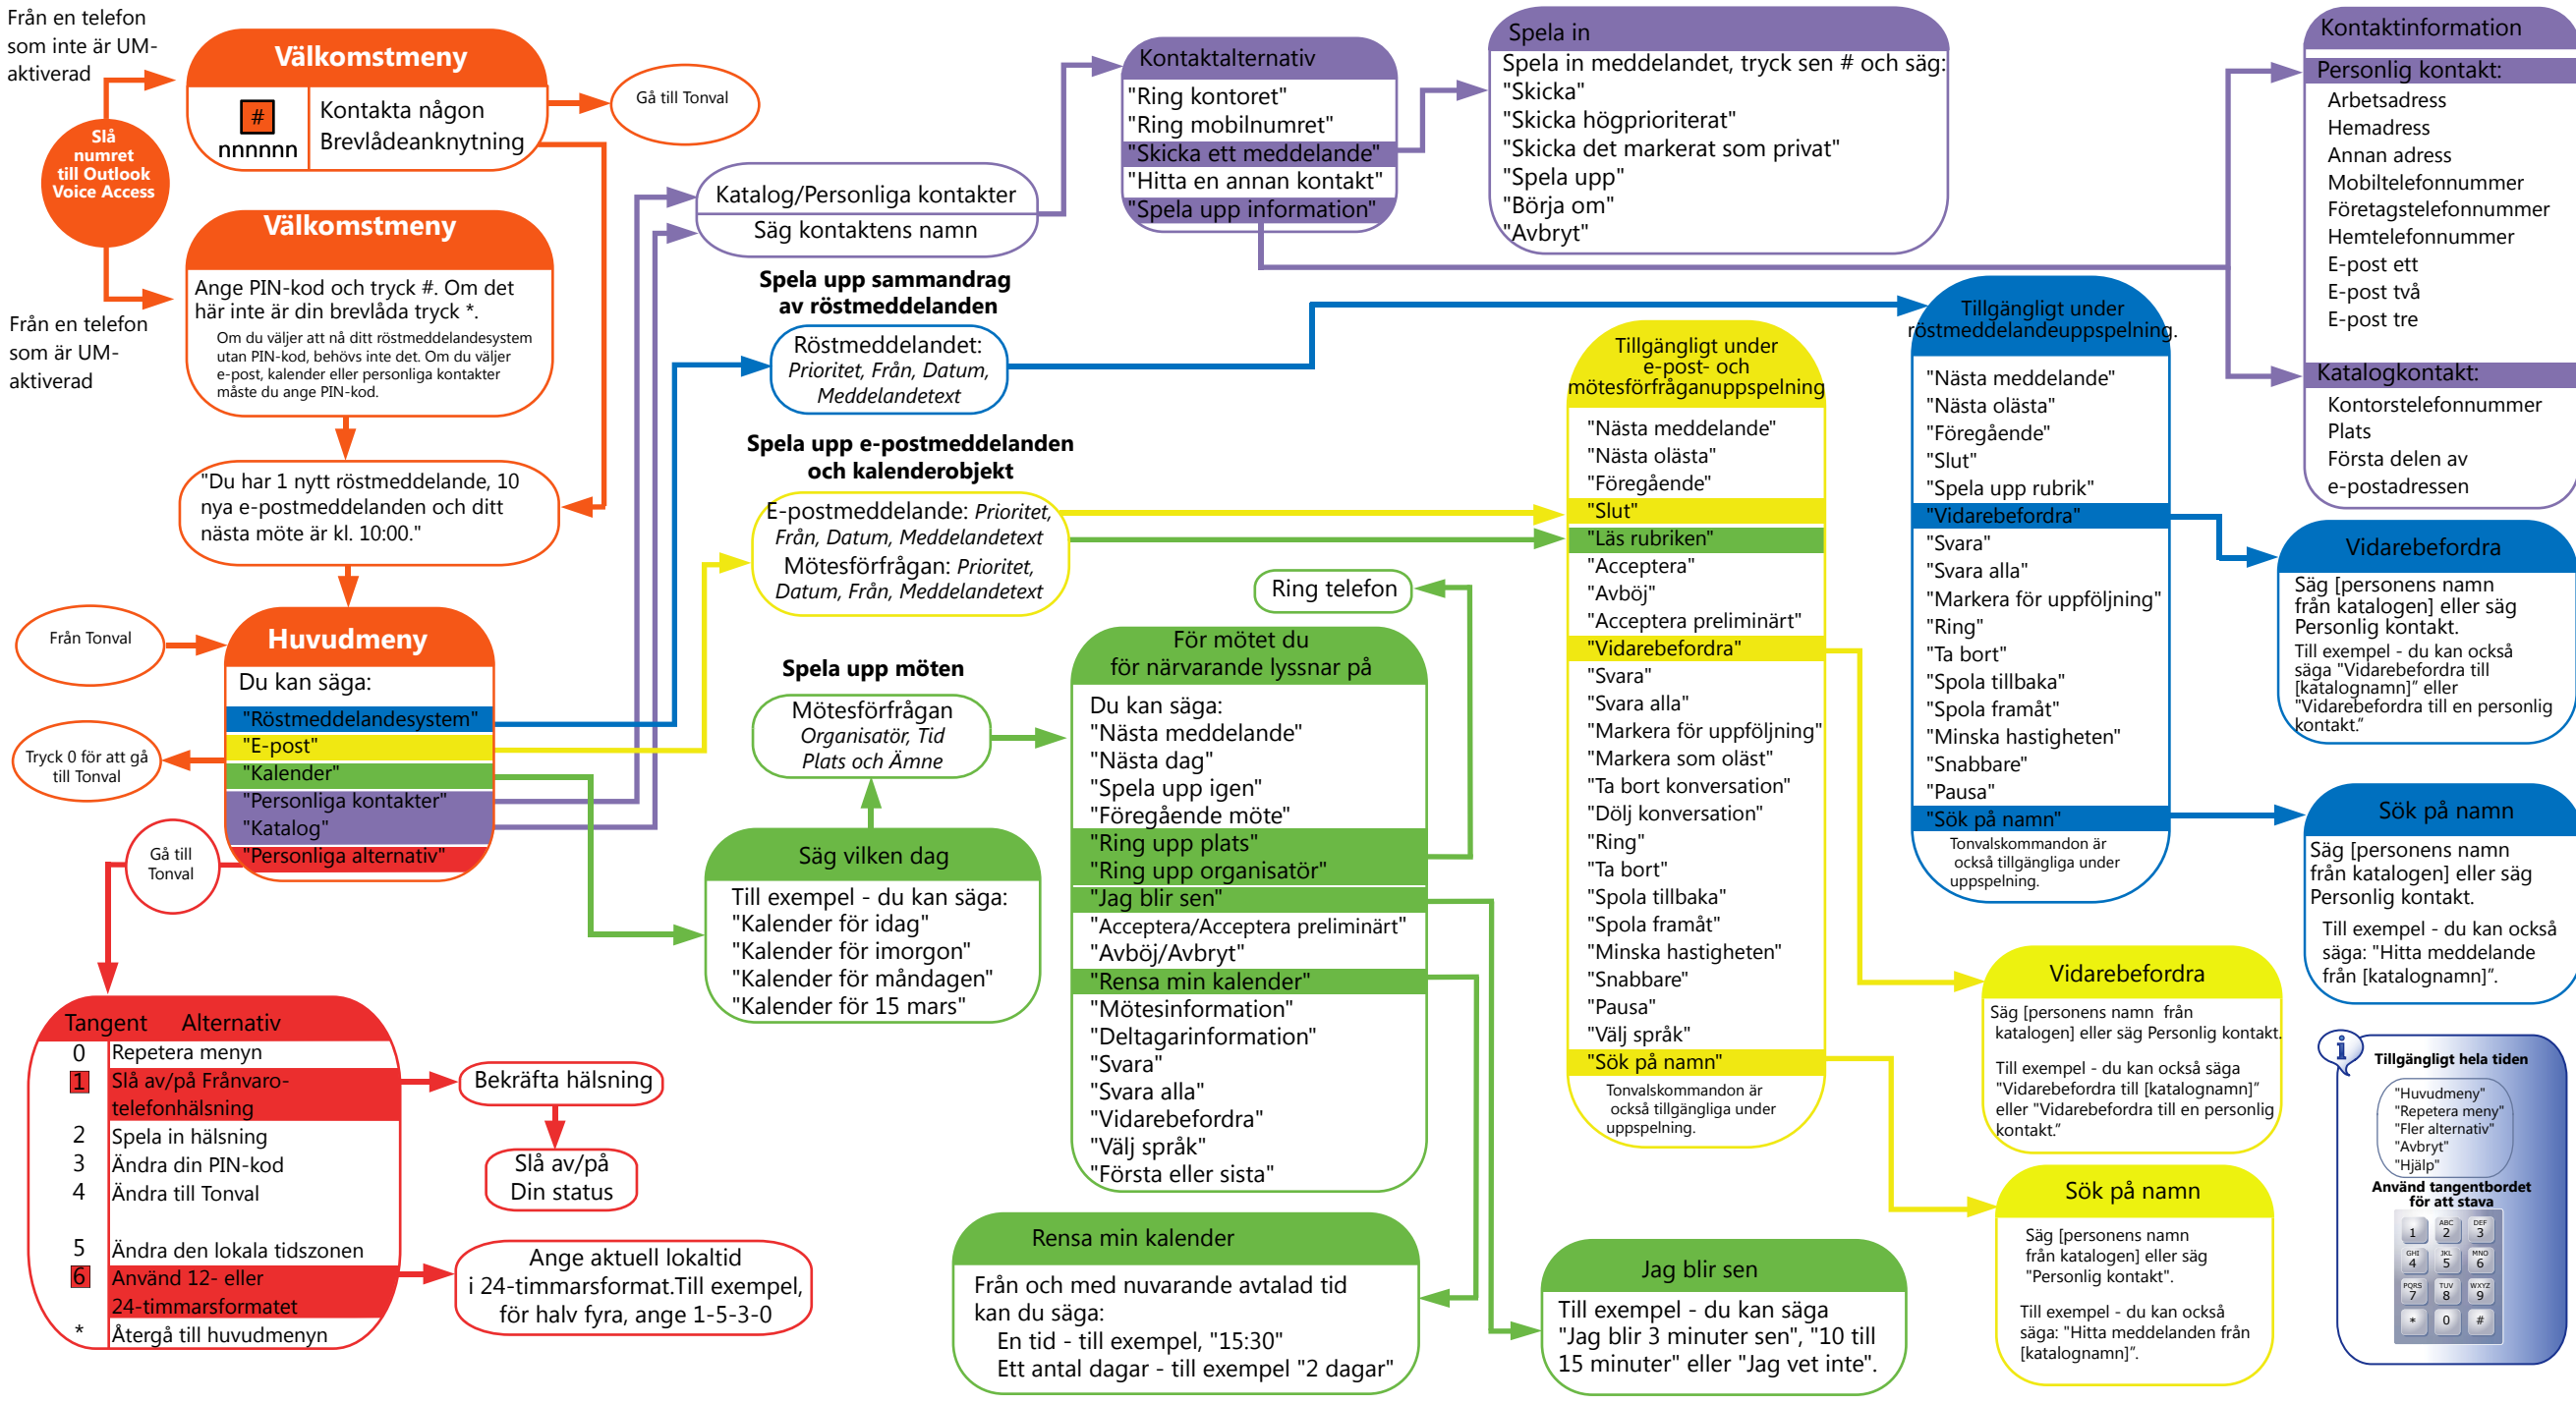 Från en telefon
som inte är UM-
aktiverad
Slå
numret
till Outlook
Voice Access
Från en telefon
som är UM-
aktiverad
Välkomstmeny
#
nnnnnn
Kontakta någon
Brevlådeanknytning
Gå till Tonval
Välkomstmeny
Ange PIN-kod och tryck #. Om det
här inte är din brevlåda tryck *.
Om du väljer att nå ditt röstmeddelandesystem
utan PIN-kod, behövs inte det. Om du väljer
e-post, kalender eller personliga kontakter
måste du ange PIN-kod.
"Du har 1 nytt röstmeddelande, 10
nya e-postmeddelanden och ditt
nästa möte är kl. 10:00."
Från Tonval
Tryck 0 för att gå
till Tonval
Huvudmeny
Du kan säga:
"Röstmeddelandesystem"
"E-post"
"Kalender"
"Personliga kontakter"
"Katalog"
"Personliga alternativ"
Gå till
Tonval
Tangent Alternativ
0 Repetera menyn
1 Slå av/på Frånvaro-
telefonhälsning
2 Spela in hälsning
3 Ändra din PIN-kod
4 Ändra till Tonval
5 Ändra den lokala tidszonen
6 Använd 12- eller
24-timmarsformatet
* Återgå till huvudmenyn
Bekräfta hälsning
Slå av/på
Din status
Ange aktuell lokaltid
i 24-timmarsformat.Till exempel,
för halv fyra, ange 1-5-3-0
Katalog/Personliga kontakter
Säg kontaktens namn
Spela upp sammandrag
av röstmeddelanden
Röstmeddelandet:
Prioritet, Från, Datum,
Meddelandetext
Spela upp e-postmeddelanden
och kalenderobjekt
E-postmeddelande: Prioritet,
Från, Datum, Meddelandetext
Mötesförfrågan: Prioritet,
Datum, Från, Meddelandetext
Spela upp möten
Mötesförfrågan
Organisatör, Tid
Plats och Ämne
Säg vilken dag
Till exempel - du kan säga:
"Kalender för idag"
"Kalender för imorgon"
"Kalender för måndagen"
"Kalender för 15 mars"
Kontaktalternativ
"Ring kontoret"
"Ring mobilnumret"
"Skicka ett meddelande"
"Hitta en annan kontakt"
"Spela upp information"
Spela in
Spela in meddelandet, tryck sen # och säg:
"Skicka"
"Skicka högprioriterat"
"Skicka det markerat som privat"
"Spela upp"
"Börja om"
"Avbryt"
Ring telefon
För mötet du
för närvarande lyssnar på
Du kan säga:
"Nästa meddelande"
"Nästa dag"
"Spela upp igen"
"Föregående möte"
"Ring upp plats"
"Ring upp organisatör"
"Jag blir sen"
"Acceptera/Acceptera preliminärt"
"Avböj/Avbryt"
"Rensa min kalender"
"Mötesinformation"
"Deltagarinformation"
"Svara"
"Svara alla"
"Vidarebefordra"
"Välj språk"
"Första eller sista"
Rensa min kalender
Från och med nuvarande avtalad tid
kan du säga:
En tid - till exempel, "15:30"
Ett antal dagar - till exempel "2 dagar"
Jag blir sen
Till exempel - du kan säga
"Jag blir 3 minuter sen", "10 till
15 minuter" eller "Jag vet inte".
Tillgängligt under
e-post- och
mötesförfråganuppspelning
"Nästa meddelande"
"Nästa olästa"
"Föregående"
"Slut"
"Läs rubriken"
"Acceptera"
"Avböj"
"Acceptera preliminärt"
"Vidarebefordra"
"Svara"
"Svara alla"
"Markera för uppföljning"
"Markera som oläst"
"Ta bort konversation"
"Dölj konversation"
"Ring"
"Ta bort"
"Spola tillbaka"
"Spola framåt"
"Minska hastigheten"
"Snabbare"
"Pausa"
"Välj språk"
"Sök på namn"
Tonvalskommandon är
också tillgängliga under
uppspelning.
Tillgängligt under
röstmeddelandeuppspelning.
"Nästa meddelande"
"Nästa olästa"
"Föregående"
"Slut"
"Spela upp rubrik"
"Vidarebefordra"
"Svara"
"Svara alla"
"Markera för uppföljning"
"Ring"
"Ta bort"
"Spola tillbaka"
"Spola framåt"
"Minska hastigheten"
"Snabbare"
"Pausa"
"Sök på namn"
Tonvalskommandon är
också tillgängliga under
uppspelning.
Vidarebefordra
Säg [personens namn från
katalogen] eller säg Personlig kontakt.
Till exempel - du kan också säga
"Vidarebefordra till [katalognamn]”
eller "Vidarebefordra till en personlig
kontakt.”
Sök på namn
Säg [personens namn
från katalogen] eller säg
"Personlig kontakt".
Till exempel - du kan också
säga: "Hitta meddelanden från
[katalognamn]”.
Kontaktinformation
Personlig kontakt:
Arbetsadress
Hemadress
Annan adress
Mobiltelefonnummer
Företagstelefonnummer
Hemtelefonnummer
E-post ett
E-post två
E-post tre
Katalogkontakt:
Kontorstelefonnummer
Plats
Första delen av
e-postadressen
Vidarebefordra
Säg [personens namn
från katalogen] eller säg
Personlig kontakt.
Till exempel - du kan också
säga "Vidarebefordra till
[katalognamn]” eller
"Vidarebefordra till en personlig
kontakt.”
Sök på namn
Säg [personens namn
från katalogen] eller säg
Personlig kontakt.
Till exempel - du kan också
säga: "Hitta meddelande
från [katalognamn]”.
i
Tillgängligt hela tiden
"Huvudmeny"
"Repetera meny"
"Fler alternativ"
"Avbryt"
"Hjälp"
Använd tangentbordet
för att stava
1 ABC 2 DEF 3
GHI 4 JKL 5 MNO 6
PQRS 7 TUV 8 WXYZ 9
* 0 #